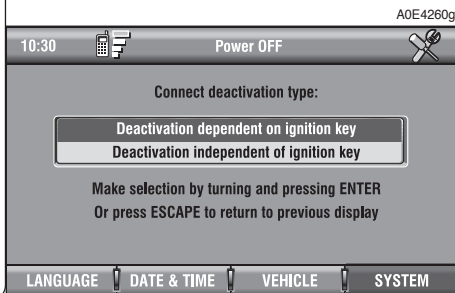 A0E4260g
10:30
Power OFF
Connect deactivation type:
Deactivation dependent on ignition key
Deactivation independent of ignition key
Make selection by turning and pressing ENTER
Or press ESCAPE to return to previous display
LANGUAGE DATE & TIME VEHICLE SYSTEM